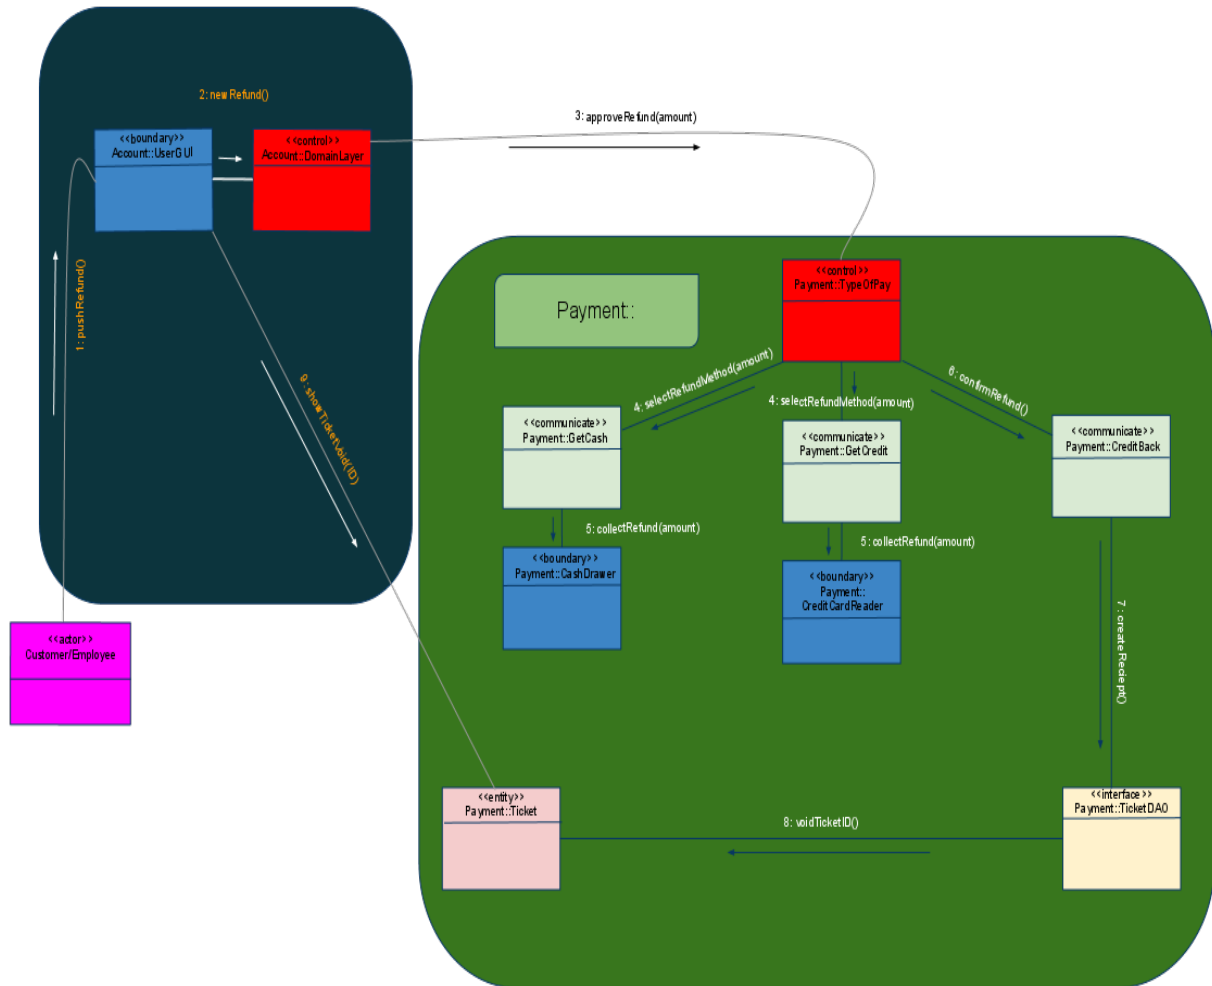 2: newRefund()
3: approveRefund(amount)
<<boundary>>
Account::UserGUI
<<control>>
Account::DomainLayer
1: pushRefund()
9: showTicketVoid(ID)
Payment::
<<control >>
Payment::TypeOfPay
4: selectRefundMethod(amount)
4: selectRefundMethod(amount)
6: confirmRefund()
<<communicate>>
Payment::GetCash
<<communicate>>
Payment::GetCredit
<<communicate>>
Payment::CreditBack
5: collectRefund(amount)
5: collectRefund(amount)
<<boundary>>
Payment::CashDrawer
<<boundary>>
Payment::
CreditCardReader
7: createReciept()
<<actor>>
Customer/Employee
<<entity>>
Payment::Ticket
8: voidTicketID()
<<interface>>
Payment::TicketDAO